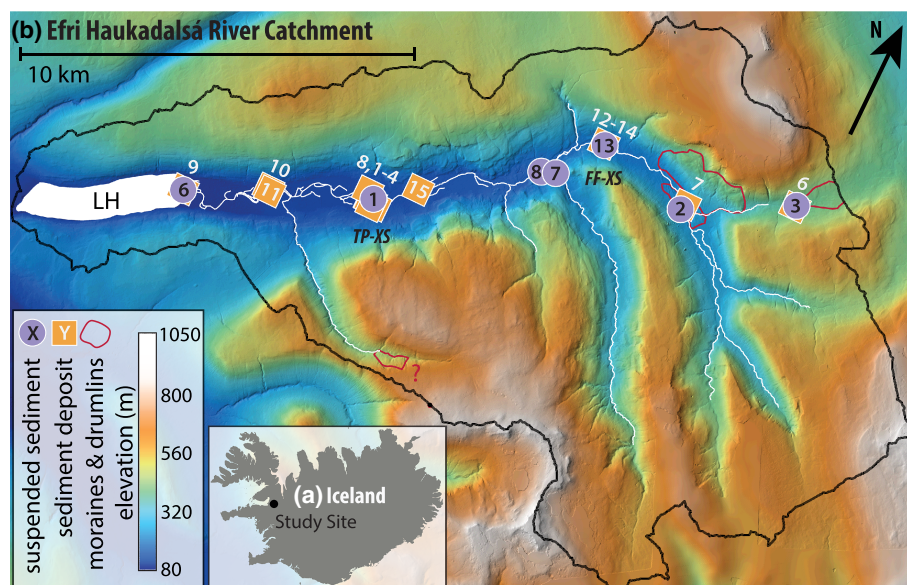 (b) Efri Haukadalsá River Catchment
10 km
N
12-14
13
8
7
FF-XS
7
2
6
3
9
6
10
11
8,1-4
1
15
TP-XS
LH
?
X
Y
suspended sediment
sediment deposit
moraines & drumlins
elevation (m)
1050
800
560
320
80
(a) Iceland
Study Site